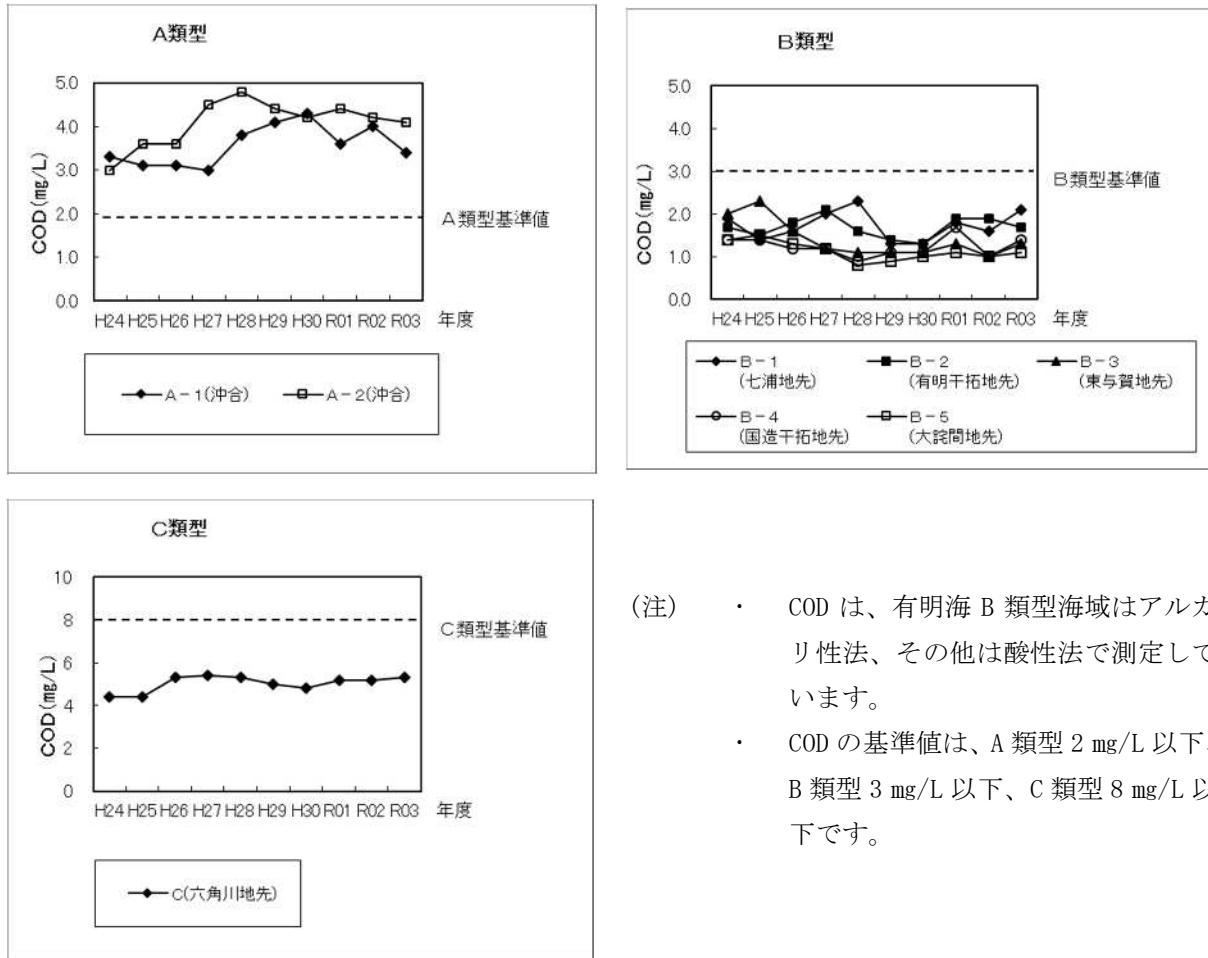 A類型
5.0
4.0
3.0
2.0
1.0
0.0
COD(㎎/L)
A類型基準値
H24 H25 H26 H27 H28 H29 H30 R01 R02 R03 年度
A-1(沖合) A-2(沖合)
B類型
5.0
4.0
3.0
2.0
1.0
0.0
COD(㎎/L)
B類型基準値
H24 H25 H26 H27 H28 H29 H30 R01 R02 R03 年度
B-1 B-2 B-3
(七浦地先) (有明干拓地先) (東与賀地先)
B-4 B-5
(国造干拓地先) (大詫間地先)
C類型
10
8
6
4
2
0
COD(㎎/L)
C類型基準値
H24 H25 H26 H27 H28 H29 H30 R01 R02 R03 年度
C(六角川地先)
(注) ・ COD は、有明海 B 類型海域はアルカ
リ性法、その他は酸性法で測定して
います。
・ COD の基準値は、A 類型 2 ㎎/L 以下、
B 類型 3 ㎎/L 以下、C 類型 8 ㎎/L 以
下です。